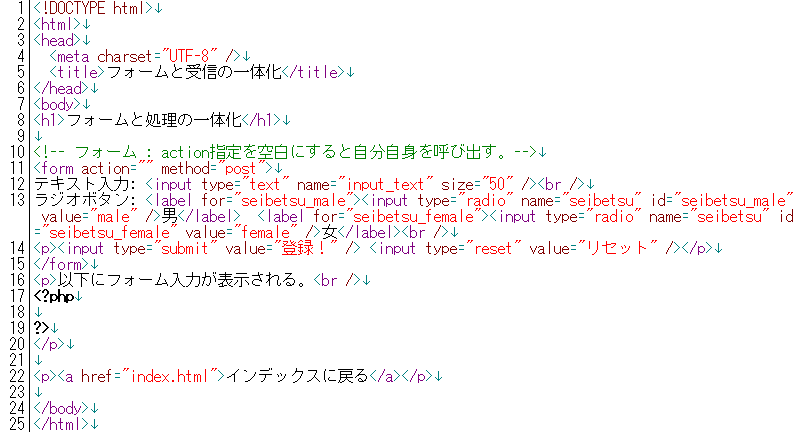 1 <!DOCTYPE html>↓
2 <html>↓
3 <head>↓
4   <meta charset="UTF-8" />↓
5   <title>フォームと受信の一体化</title>↓
6 </head>↓
7 <body>↓
8 <h1>フォームと処理の一体化</h1>↓
9 ↓
10 <!-- フォーム : action指定を空白にすると自分自身を呼び出す。-->↓
11 <form action="" method="post">↓
12 テキスト入力: <input type="text" name="input_text" size="50" /><br />↓
13 ラジオボタン: <label for="seibetsu_male"><input type="radio" name="seibetsu" id="seibetsu_male"
 value="male" />男</label>  <label for="seibetsu_female"><input type="radio" name="seibetsu" id
="seibetsu_female" value="female" />女</label><br />↓
14 <p><input type="submit" value="登録！" /> <input type="reset" value="リセット" /></p>↓
15 </form>↓
16 <p>以下にフォーム入力が表示される。<br />↓
17 <?php↓
18 ↓
19 ?>↓
20 </p>↓
21 ↓
22 <p><a href="index.html">インデックスに戻る</a></p>↓
23 ↓
24 </body>↓
25 </html>↓